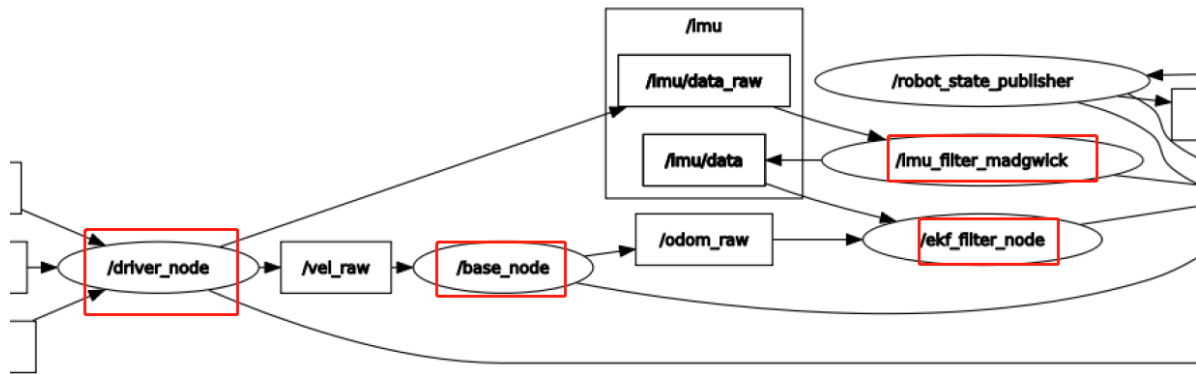 /imu
/imu/data_raw
/robot_state_publisher
/imu/data
/imu_filter_madgwick
/odom_raw
/ekf_filter_node
/driver_node
/vel_raw
/base_node